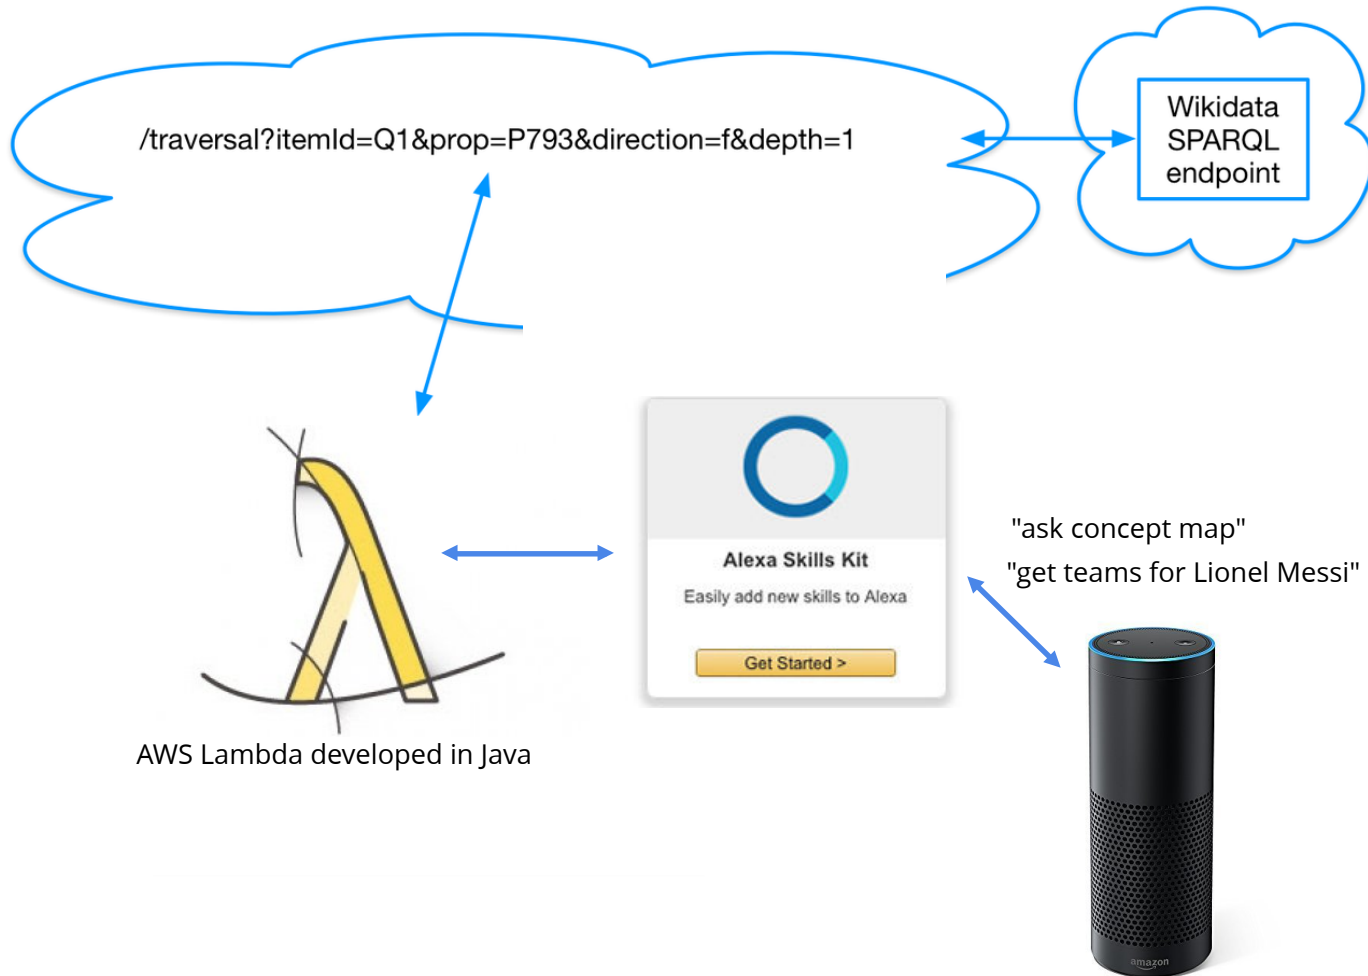 /traversal?itemId=Q1&prop=P793&direction=f&depth=1
Wikidata
SPARQL
endpoint
Alexa Skills Kit
Easily add new skills to Alexa
Get Started >
"ask concept map"
"get teams for Lionel Messi"
AWS Lambda developed in Java
amazon